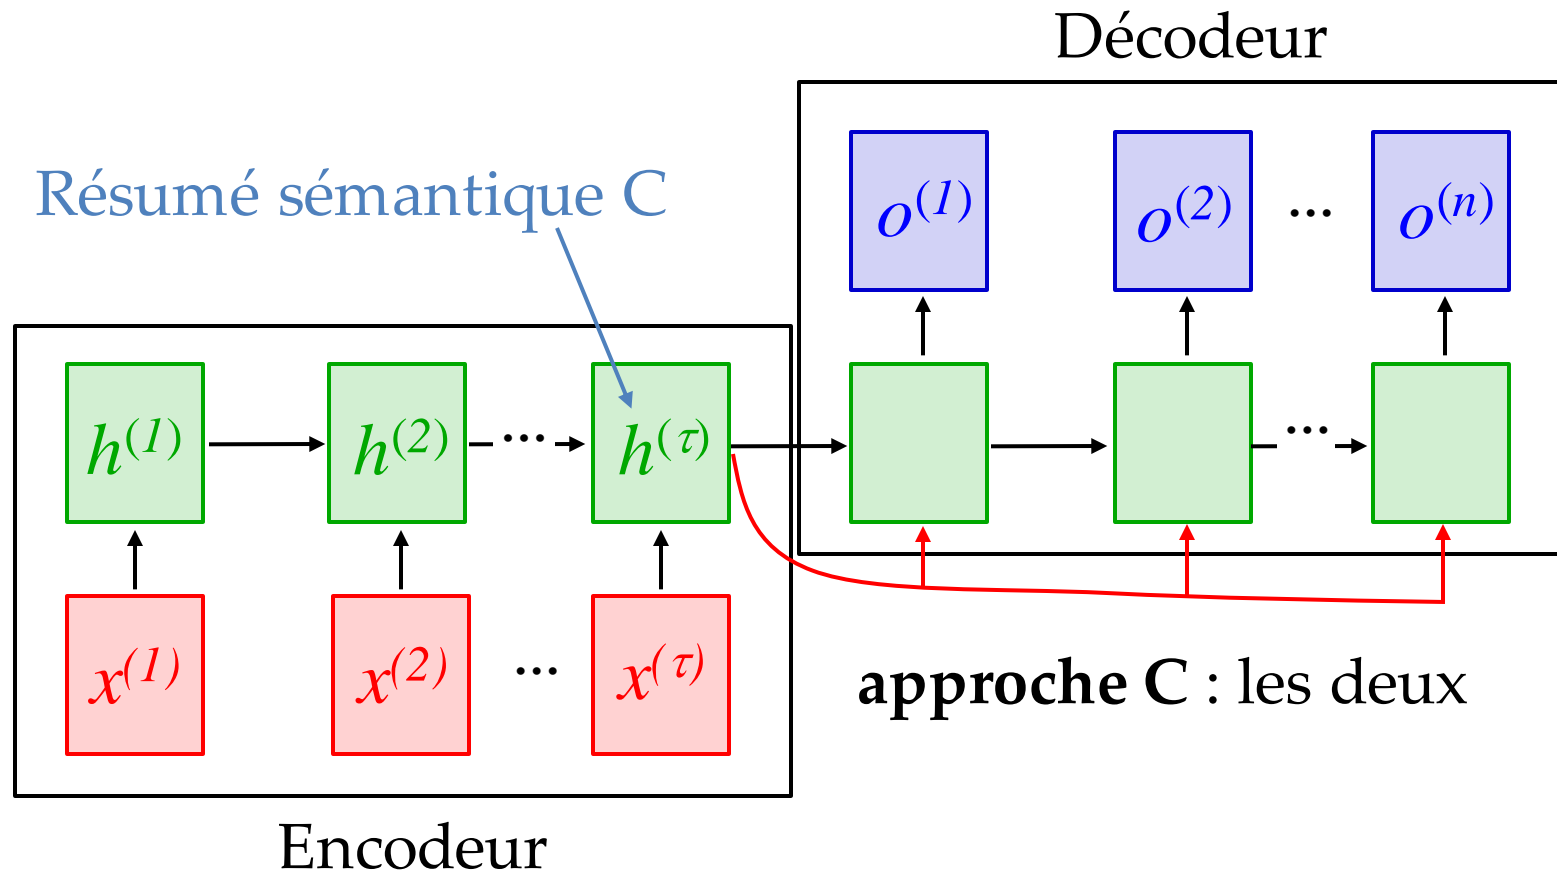 Décodeur
Résumé sémantique C
o(1) o(2) ... o(n)
h(1) h(2) ... h(τ) ...
x(1) x(2) ... x(τ)
approche C : les deux
Encodeur